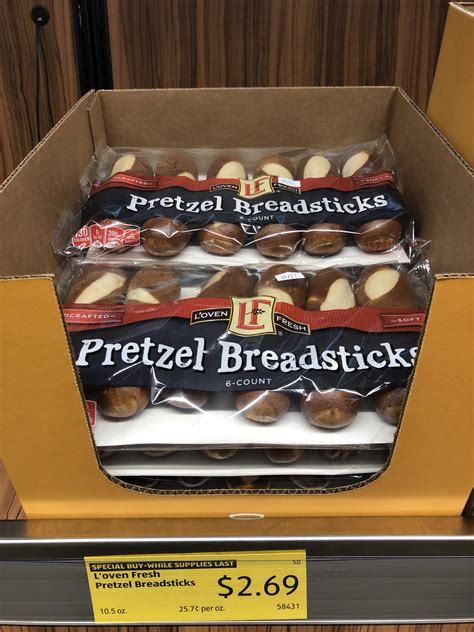 L'OVEN LF FRESH
Pretzel Breadsticks
6-COUNT
L'OVEN LF FRESH
Pretzel Breadsticks
6-COUNT
SPECIAL BUY-WHILE SUPPLIES LAST
SD
L'oven Fresh
Pretzel Breadsticks
$2.69
10.5 oz.
25.7¢ per oz.
58431